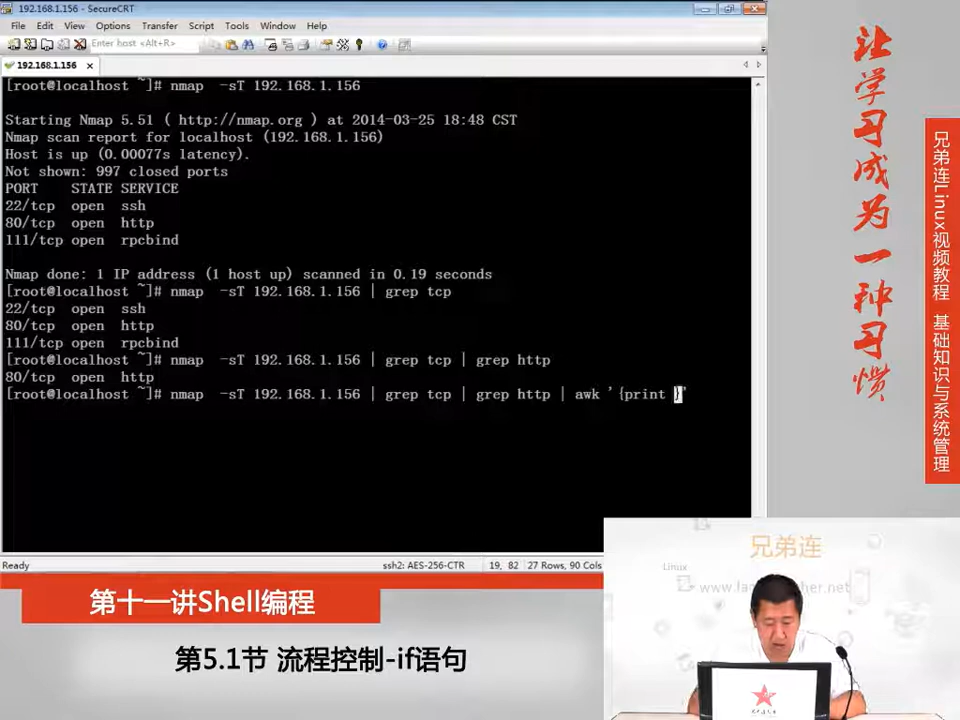 192.168.1.156 - SecureCRT
File Edit View Options Transfer Script Tools Window Help
Enter host <Alt+R>
192.168.1.156
[root@localhost ~]# nmap  -sT 192.168.1.156
Starting Nmap 5.51 ( http://nmap.org ) at 2014-03-25 18:48 CST
Nmap scan report for localhost (192.168.1.156)
Host is up (0.00077s latency).
Not shown: 997 closed ports
PORT    STATE SERVICE
22/tcp  open  ssh
80/tcp  open  http
111/tcp open  rpcbind
Nmap done: 1 IP address (1 host up) scanned in 0.19 seconds
[root@localhost ~]# nmap  -sT 192.168.1.156 | grep tcp
22/tcp  open  ssh
80/tcp  open  http
111/tcp open  rpcbind
[root@localhost ~]# nmap  -sT 192.168.1.156 | grep tcp | grep http
80/tcp  open  http
[root@localhost ~]# nmap  -sT 192.168.1.156 | grep tcp | grep http | awk '{print }'
Ready
ssh2: AES-256-CTR
19, 82
27 Rows, 90 Cols
让学习成为一种习惯
兄弟连Linux视频教程 基础知识与系统管理
兄弟连
Linux
第十一讲Shell编程
第5.1节 流程控制-if语句